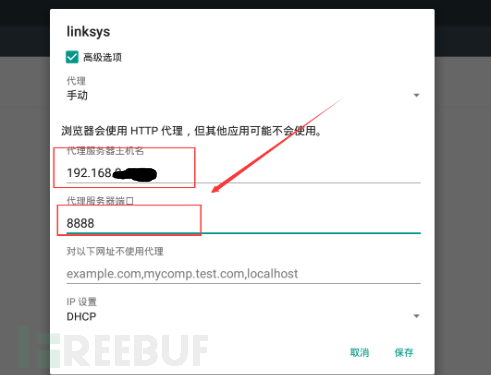 linksys
高级选项
代理
手动
浏览器会使用 HTTP 代理，但其他应用可能不会使用。
代理服务器主机名
192.168.
代理服务器端口
8888
对以下网址不使用代理
example.com,mycomp.test.com,localhost
IP 设置
DHCP
取消 保存
REEBUF